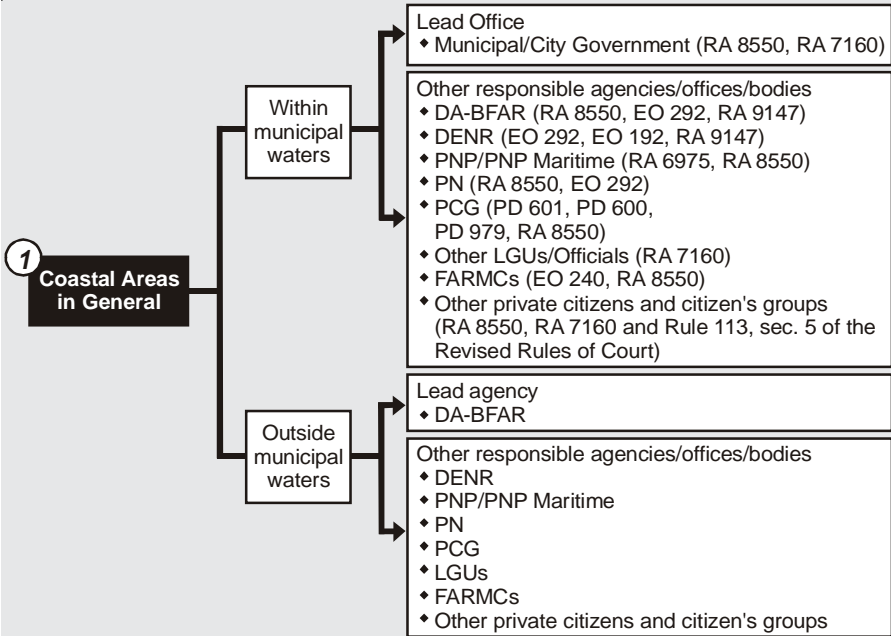 1
Coastal Areas
in General
Within
municipal
waters
Lead Office
◆ Municipal/City Government (RA 8550, RA 7160)
Other responsible agencies/offices/bodies
◆ DA-BFAR (RA 8550, EO 292, RA 9147)
◆ DENR (EO 292, EO 192, RA 9147)
◆ PNP/PNP Maritime (RA 6975, RA 8550)
◆ PN (RA 8550, EO 292)
◆ PCG (PD 601, PD 600,
PD 979, RA 8550)
◆ Other LGUs/Officials (RA 7160)
◆ FARMCs (EO 240, RA 8550)
◆ Other private citizens and citizen's groups
(RA 8550, RA 7160 and Rule 113, sec. 5 of the
Revised Rules of Court)
Outside
municipal
waters
Lead agency
◆ DA-BFAR
Other responsible agencies/offices/bodies
◆ DENR
◆ PNP/PNP Maritime
◆ PN
◆ PCG
◆ LGUs
◆ FARMCs
◆ Other private citizens and citizen's groups